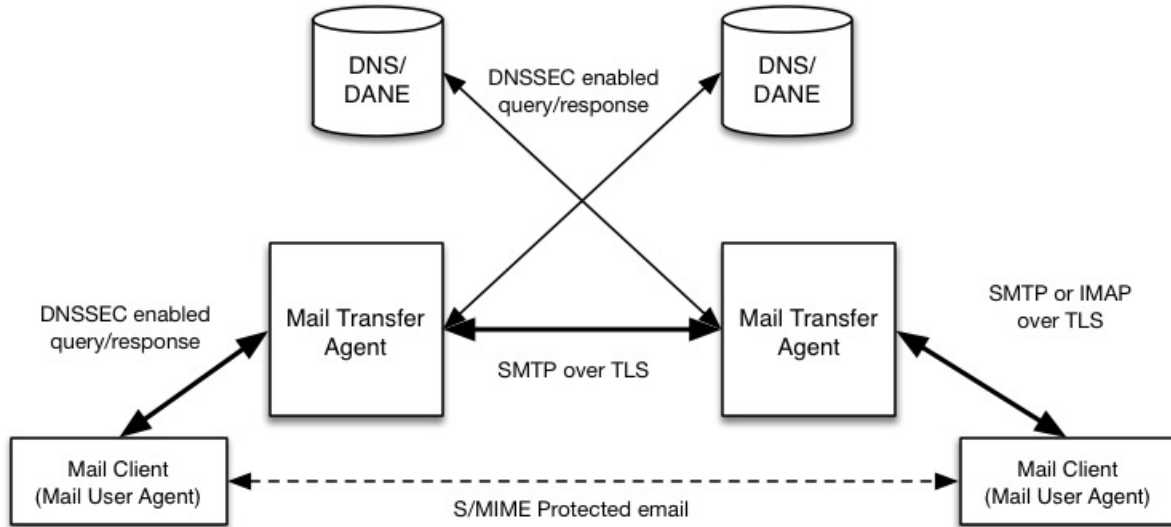 DNS/
DANE
DNSSEC enabled
query/response
DNS/
DANE
Mail Transfer
Agent
Mail Transfer
Agent
DNSSEC enabled
query/response
SMTP over TLS
SMTP or IMAP
over TLS
Mail Client
(Mail User Agent)
S/MIME Protected email
Mail Client
(Mail User Agent)